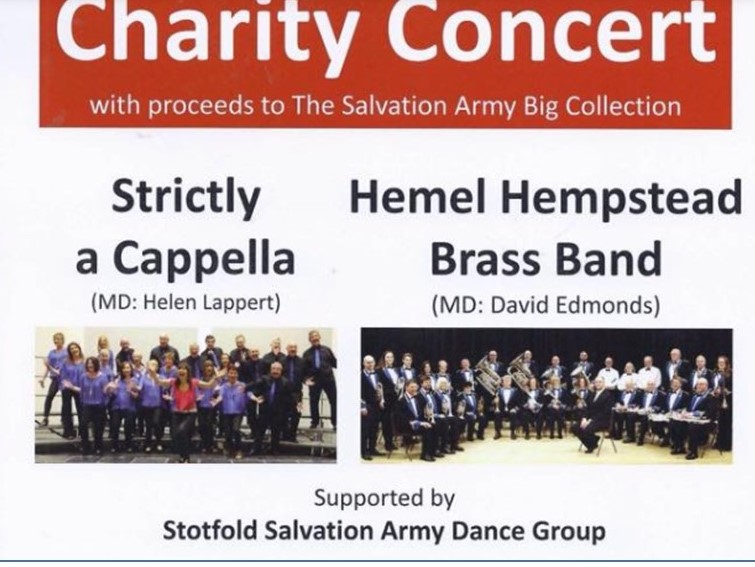 Charity Concert
with proceeds to The Salvation Army Big Collection
Strictly
a Cappella
(MD: Helen Lappert)
Hemel Hempstead
Brass Band
(MD: David Edmonds)
Supported by
Stotfold Salvation Army Dance Group